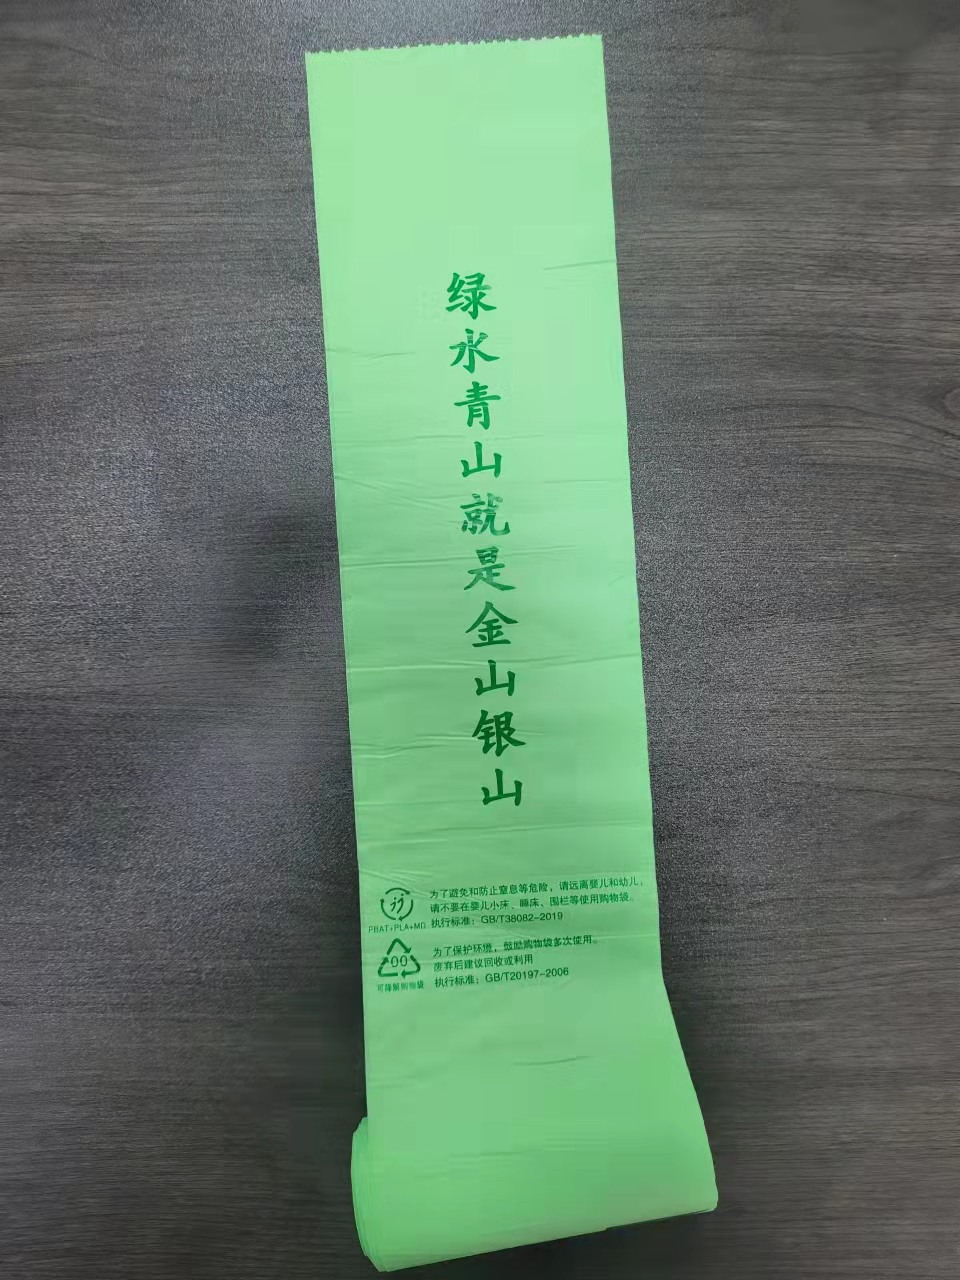 绿水青山就是金山银山
为了避免和防止窒息等危险，请远离婴儿和幼儿，
请不要在婴儿小床、睡床、围栏等使用购物袋。
执行标准：GB/T38082-2019
PBAT+PLA+MD
为了保护环境，鼓励购物袋多次使用。
废弃后建议回收或利用
执行标准：GB/T20197-2006
00
可降解购物袋